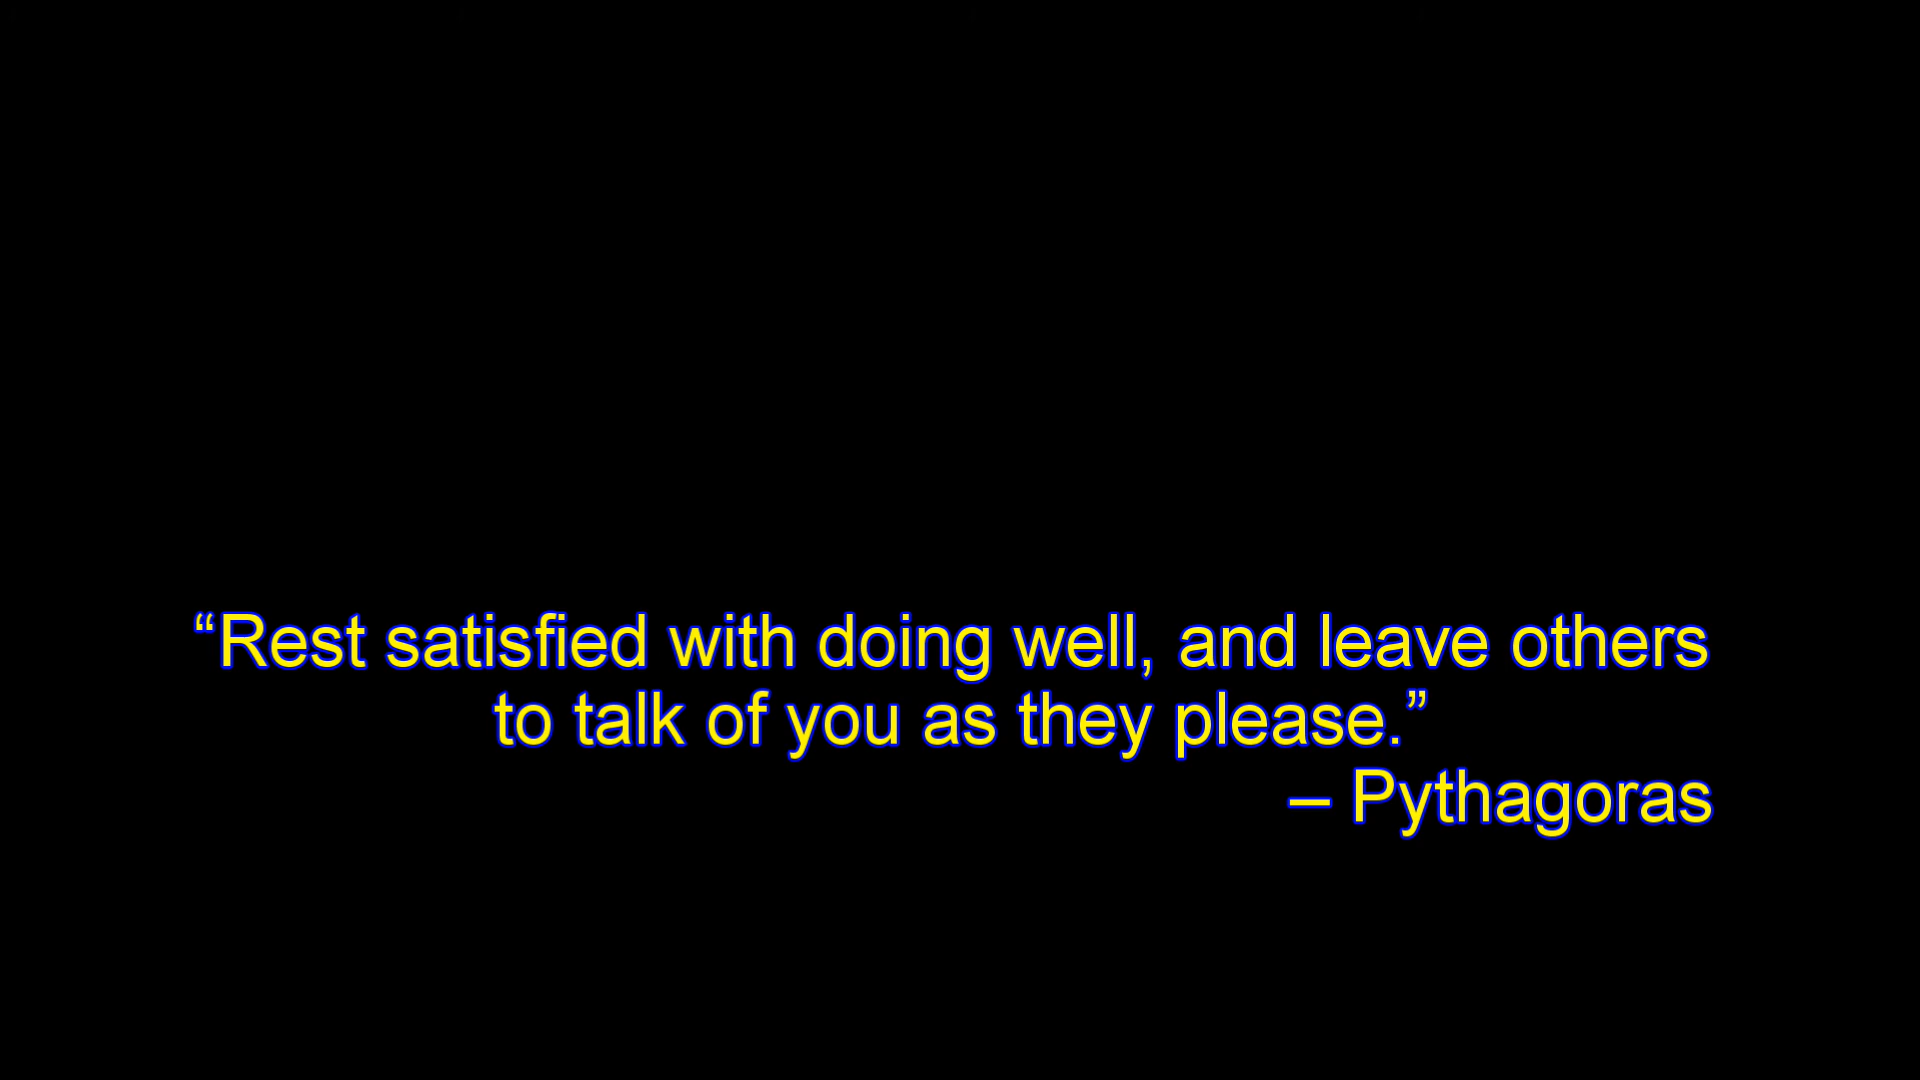 “Rest satisfied with doing well, and leave others
to talk of you as they please.”
– Pythagoras